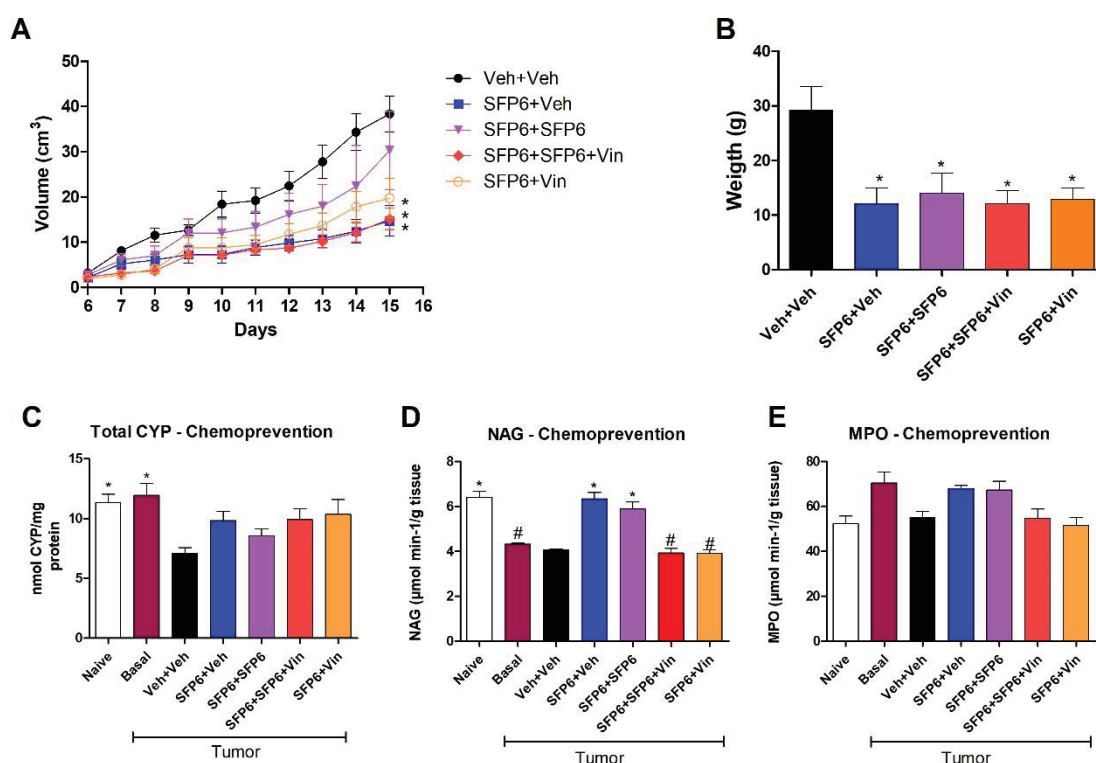 A
Volume (cm³)
50
40
30
20
10
0
6 7 8 9 10 11 12 13 14 15 16
Days
Veh+Veh
SFP6+Veh
SFP6+SFP6
SFP6+SFP6+Vin
SFP6+Vin
*
*
*
B
Weigth (g)
40
30
20
10
0
* * * *
Veh+Veh
SFP6+Veh
SFP6+SFP6
SFP6+SFP6+Vin
SFP6+Vin
C
Total CYP - Chemoprevention
nmol CYP/mg
protein
15
10
5
0
* *
Naive
Basal
Veh+Veh
SFP6+Veh
SFP6+SFP6
SFP6+SFP6+Vin
SFP6+Vin
Tumor
D
NAG - Chemoprevention
NAG (µmol min-1/g tissue)
8
6
4
2
0
* # * * # #
Naive
Basal
Veh+Veh
SFP6+Veh
SFP6+SFP6
SFP6+SFP6+Vin
SFP6+Vin
Tumor
E
MPO - Chemoprevention
MPO (µmol min-1/g tissue)
80
60
40
20
0
Naive
Basal
Veh+Veh
SFP6+Veh
SFP6+SFP6
SFP6+SFP6+Vin
SFP6+Vin
Tumor